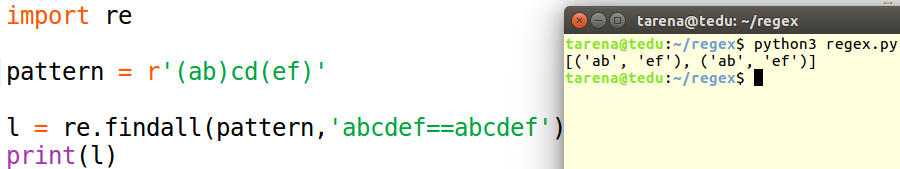 import re
pattern = r'(ab)cd(ef)'
l = re.findall(pattern,'abcdef==abcdef')
print(l)
tarena@tedu: ~/regex
tarena@tedu:~/regex$ python3 regex.py
[('ab', 'ef'), ('ab', 'ef')]
tarena@tedu:~/regex$